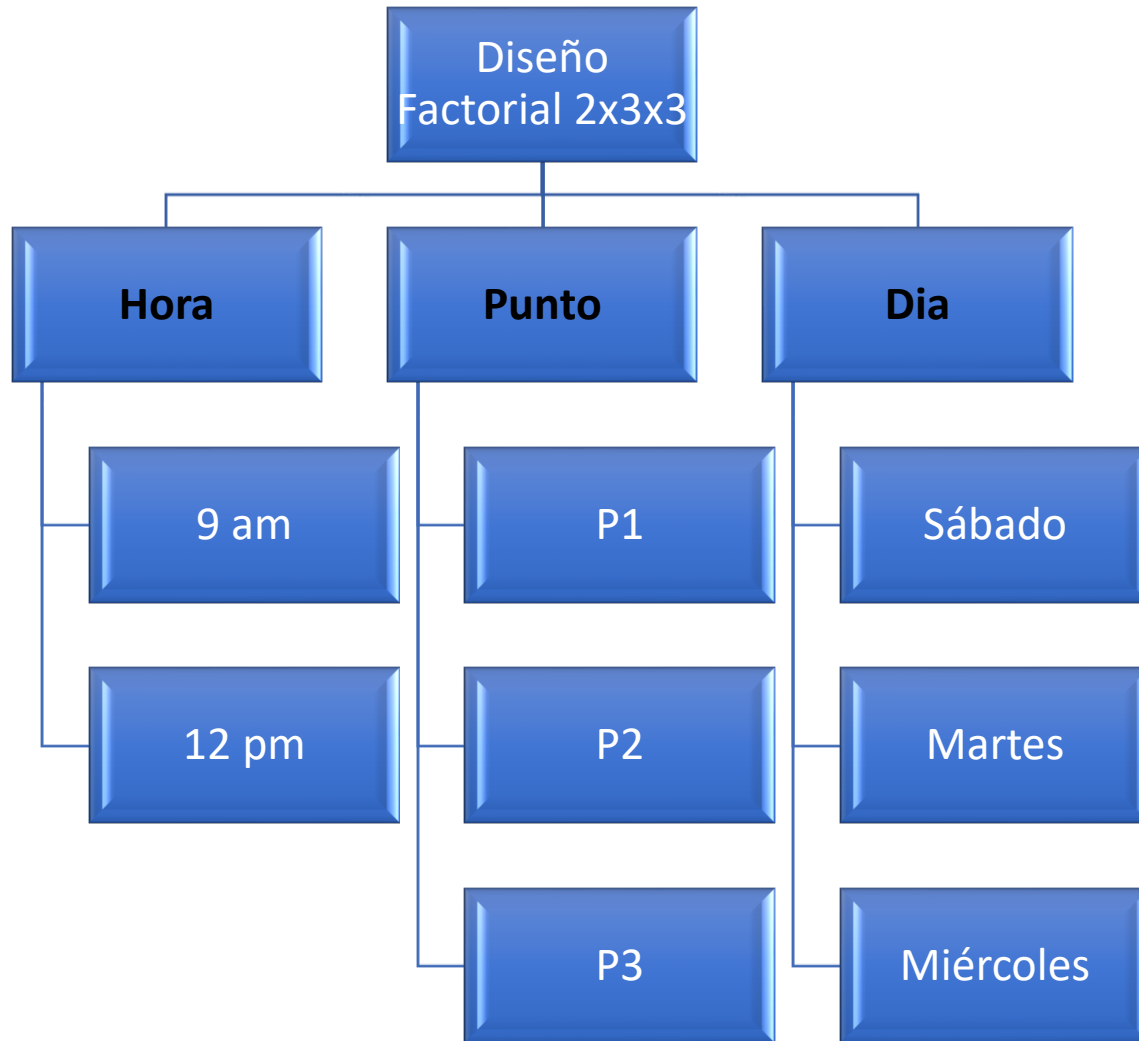 Diseño
Factorial 2x3x3
Hora
Punto
Dia
9 am
P1
Sábado
12 pm
P2
Martes
P3
Miércoles